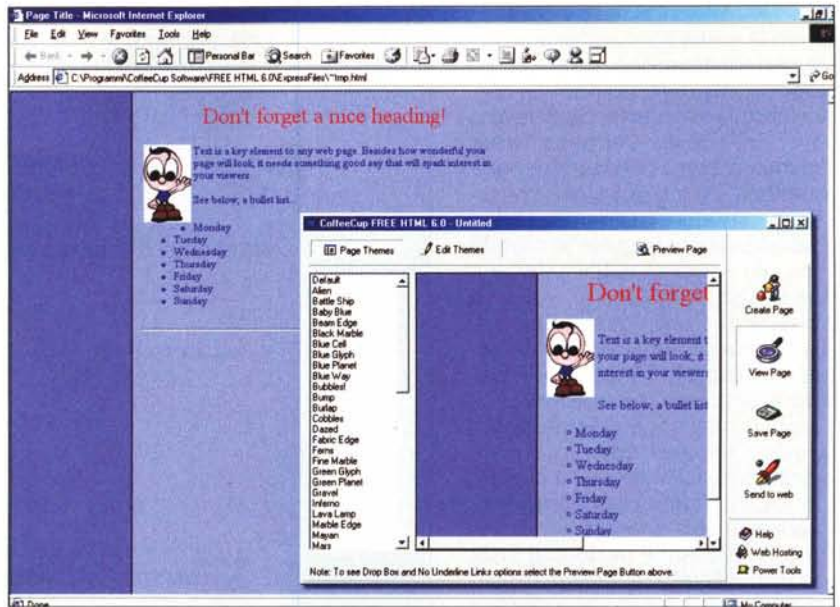 Page Title - Microsoft Internet Explorer
File Edit View Favorites Tools Help
Back Personal Bar Search Favorites
Address C:\Programmi\CoffeeCup Software\FREE HTML 6.0\ExpressFiles\~tmp.html Go
Don't forget a nice heading!
Text is a key element to any web page. Besides how wonderful your
page will look, it needs something good say that will spark interest in
your viewers.
See below, a bullet list.
Monday
Tueday
Wednesday
Thursday
Friday
Saturday
Sunday
CoffeeCup FREE HTML 6.0 - Untitled
Page Themes Edit Themes Preview Page
Default
Alien
Battle Ship
Baby Blue
Beam Edge
Black Marble
Blue Cell
Blue Glyph
Blue Planet
Blue Way
Bubbles!
Bump
Burlap
Cobbles
Dazed
Fabric Edge
Ferns
Fine Marble
Green Glyph
Green Planet
Gravel
Inferno
Lava Lamp
Marble Edge
Mayan
Mars
Don't forget
Text is a key element t
your page will look, it
interest in your viewers
See below, a bullet list
Monday
Tueday
Wednesday
Thursday
Friday
Saturday
Sunday
Create Page
View Page
Save Page
Send to web
Help
Web Hosting
Power Tools
Note: To see Drop Box and No Underline Links options select the Preview Page Button above.
Done My Computer